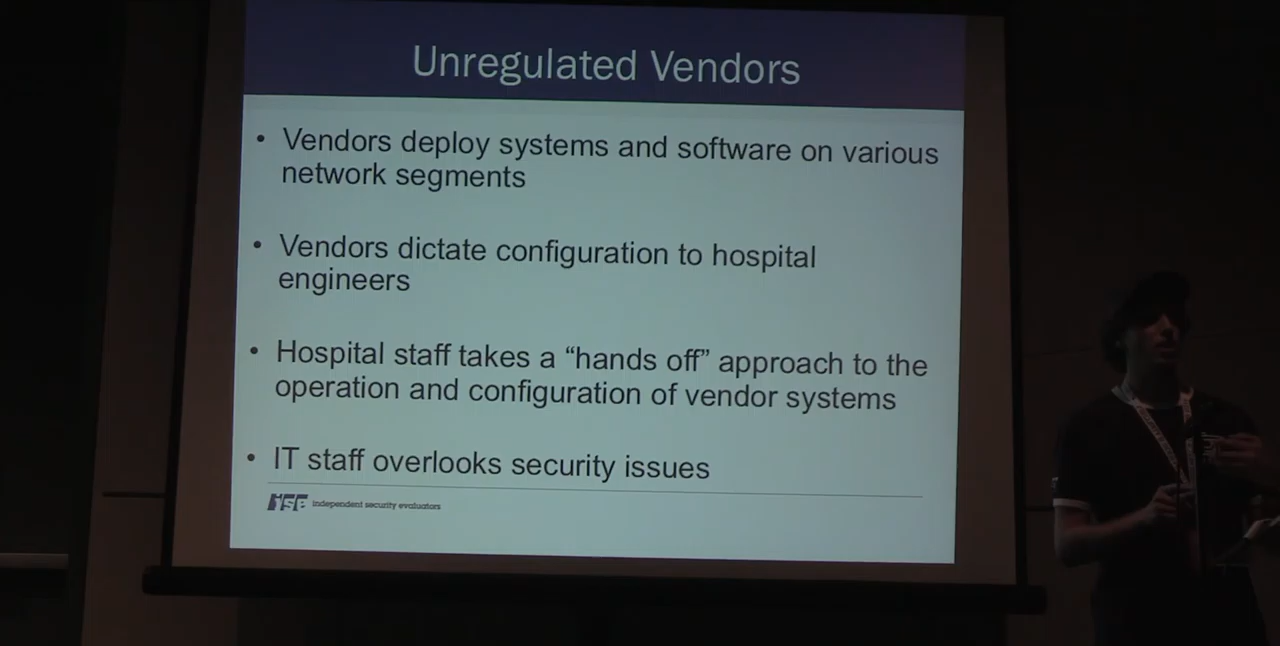 Unregulated Vendors
• Vendors deploy systems and software on various
network segments
• Vendors dictate configuration to hospital
engineers
• Hospital staff takes a “hands off” approach to the
operation and configuration of vendor systems
• IT staff overlooks security issues
ise independent security evaluators